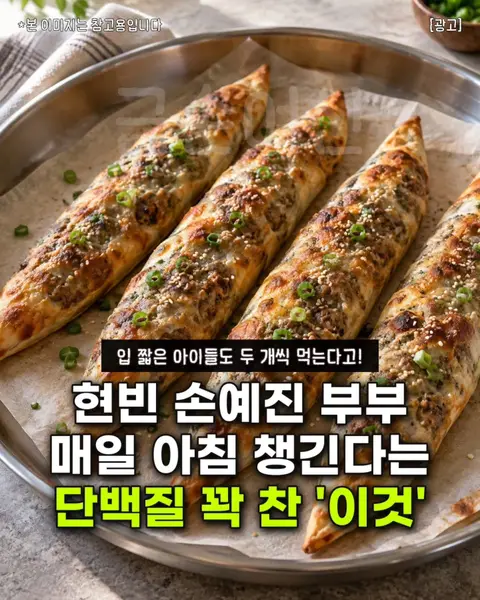 *본 이미지는 참고용입니다
[광고]
입 짧은 아이들도 두 개씩 먹는다고!
현빈 손예진 부부
매일 아침 챙긴다는
단백질 꽉 찬 '이것'